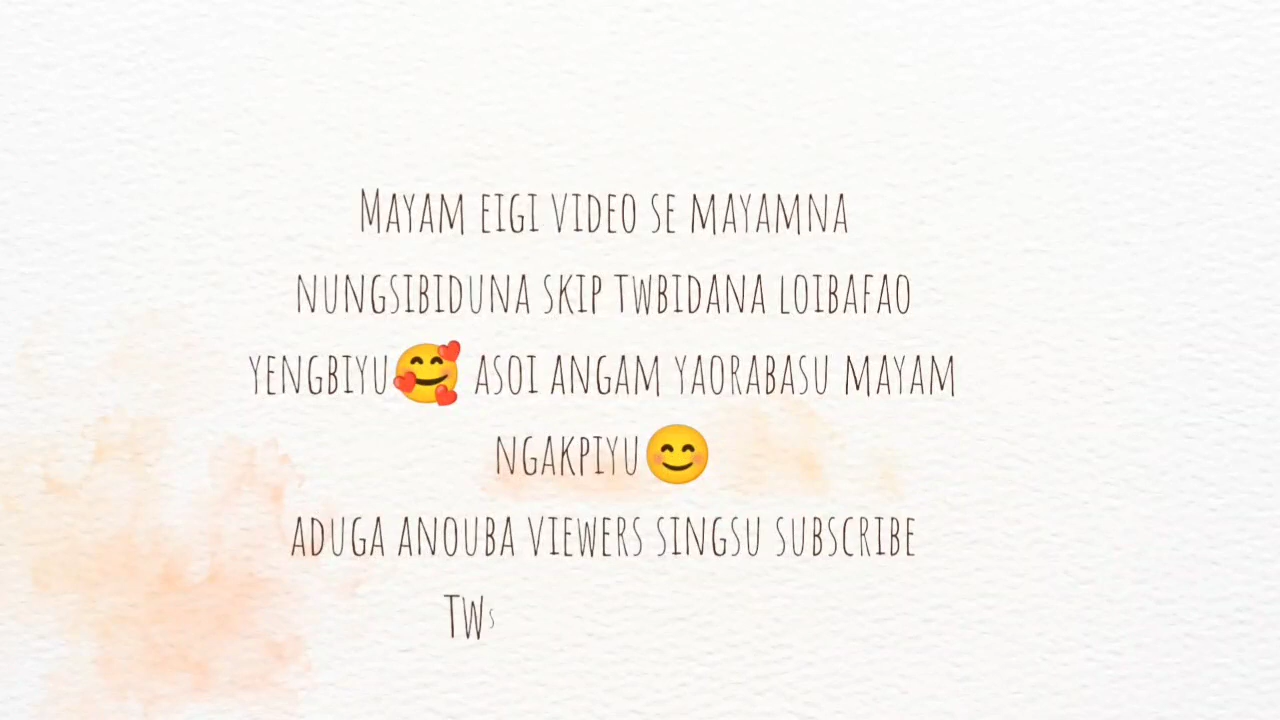 Mayam eigi video se mayamna
nungsibiduna skip twbidana loibafao
yengbiyu🥰 asoi angam yaorabasu mayam
ngakpiyu😊
aduga anouba viewers singsu subscribe
tws